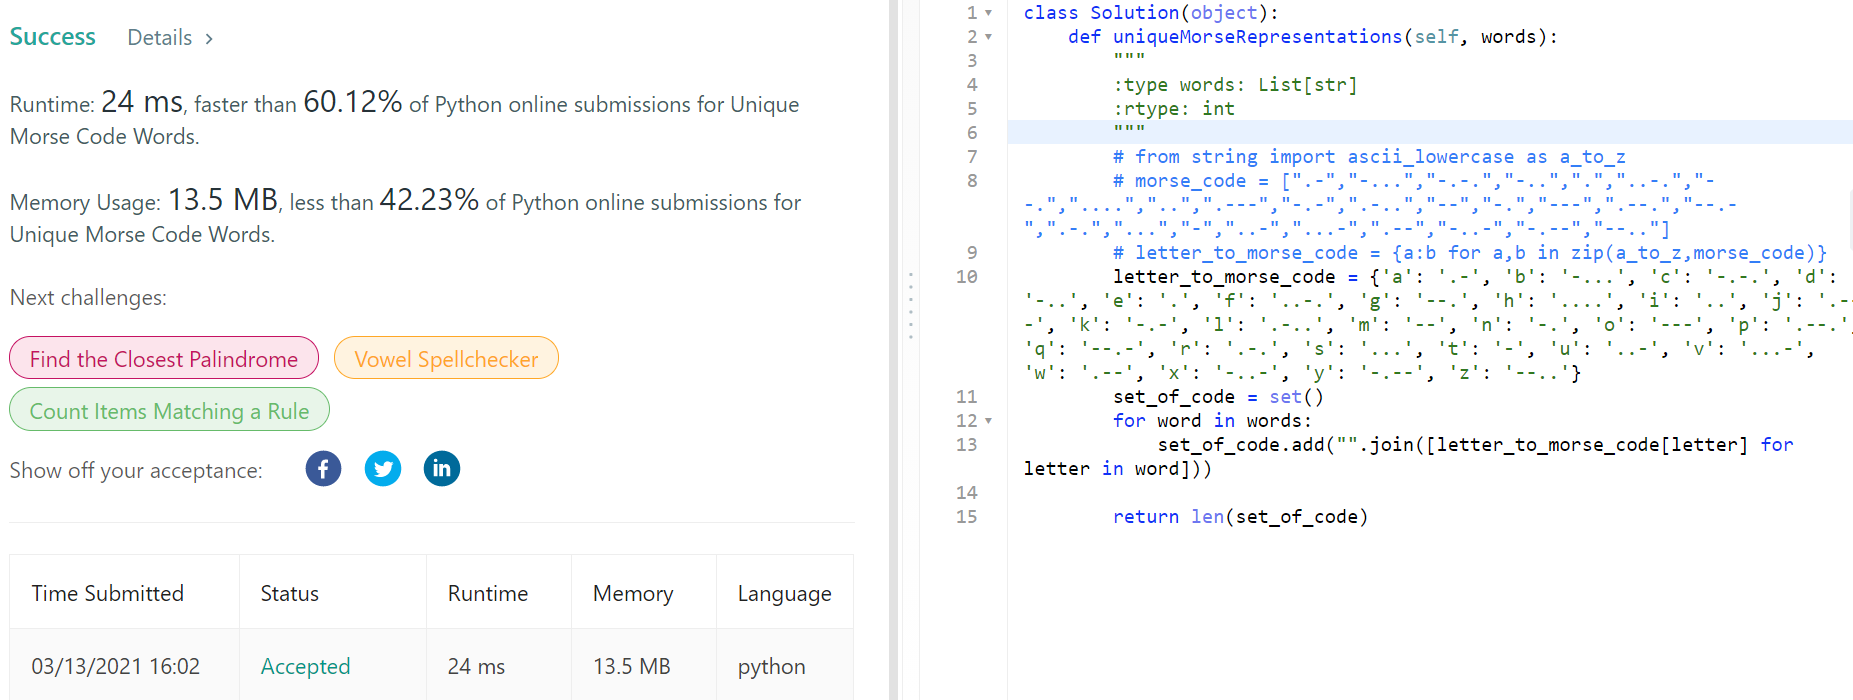 Success Details >
Runtime: 24 ms, faster than 60.12% of Python online submissions for Unique
Morse Code Words.
Memory Usage: 13.5 MB, less than 42.23% of Python online submissions for
Unique Morse Code Words.
Next challenges:
Find the Closest Palindrome
Vowel Spellchecker
Count Items Matching a Rule
Show off your acceptance:
Time Submitted Status Runtime Memory Language
03/13/2021 16:02 Accepted 24 ms 13.5 MB python
1 class Solution(object):
2 def uniqueMorseRepresentations(self, words):
3 """
4 :type words: List[str]
5 :rtype: int
6 """
7 # from string import ascii_lowercase as a_to_z
8 # morse_code = [".-","-...","-.-.","-..",".","..-.","-
-.","....","..",".---","-.-",".-..","--","-.","---",".--.","--.-
",".-.","...","-","..-","...-",".--","-..-","-.--","--.."]
9 # letter_to_morse_code = {a:b for a,b in zip(a_to_z,morse_code)}
10 letter_to_morse_code = {'a': '.-', 'b': '-...', 'c': '-.-.', 'd':
'-..', 'e': '.', 'f': '..-.', 'g': '--.', 'h': '....', 'i': '..', 'j': '.--
-', 'k': '-.-', 'l': '.-..', 'm': '--', 'n': '-.', 'o': '---', 'p': '.--.',
'q': '--.-', 'r': '.-.', 's': '...', 't': '-', 'u': '..-', 'v': '...-',
'w': '.--', 'x': '-..-', 'y': '-.--', 'z': '--..'}
11 set_of_code = set()
12 for word in words:
13 set_of_code.add("".join([letter_to_morse_code[letter] for
letter in word]))
14
15 return len(set_of_code)